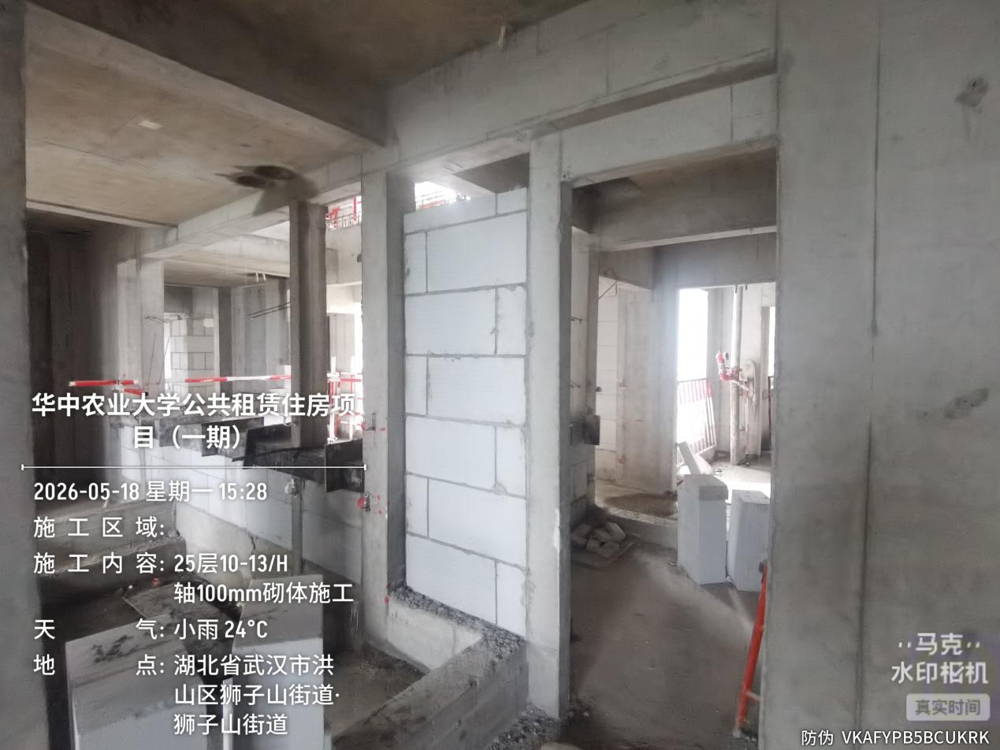 华中农业大学公共租赁住房项
目（一期）
2026-05-18 星期一 15:28
施工区域:
施工内容: 25层10-13/H
轴100mm砌体施工
天气: 小雨 24°C
地点: 湖北省武汉市洪
山区狮子山街道·
狮子山街道
马克
水印相机
真实时间
防伪 VKAFYPB5BCUKRK